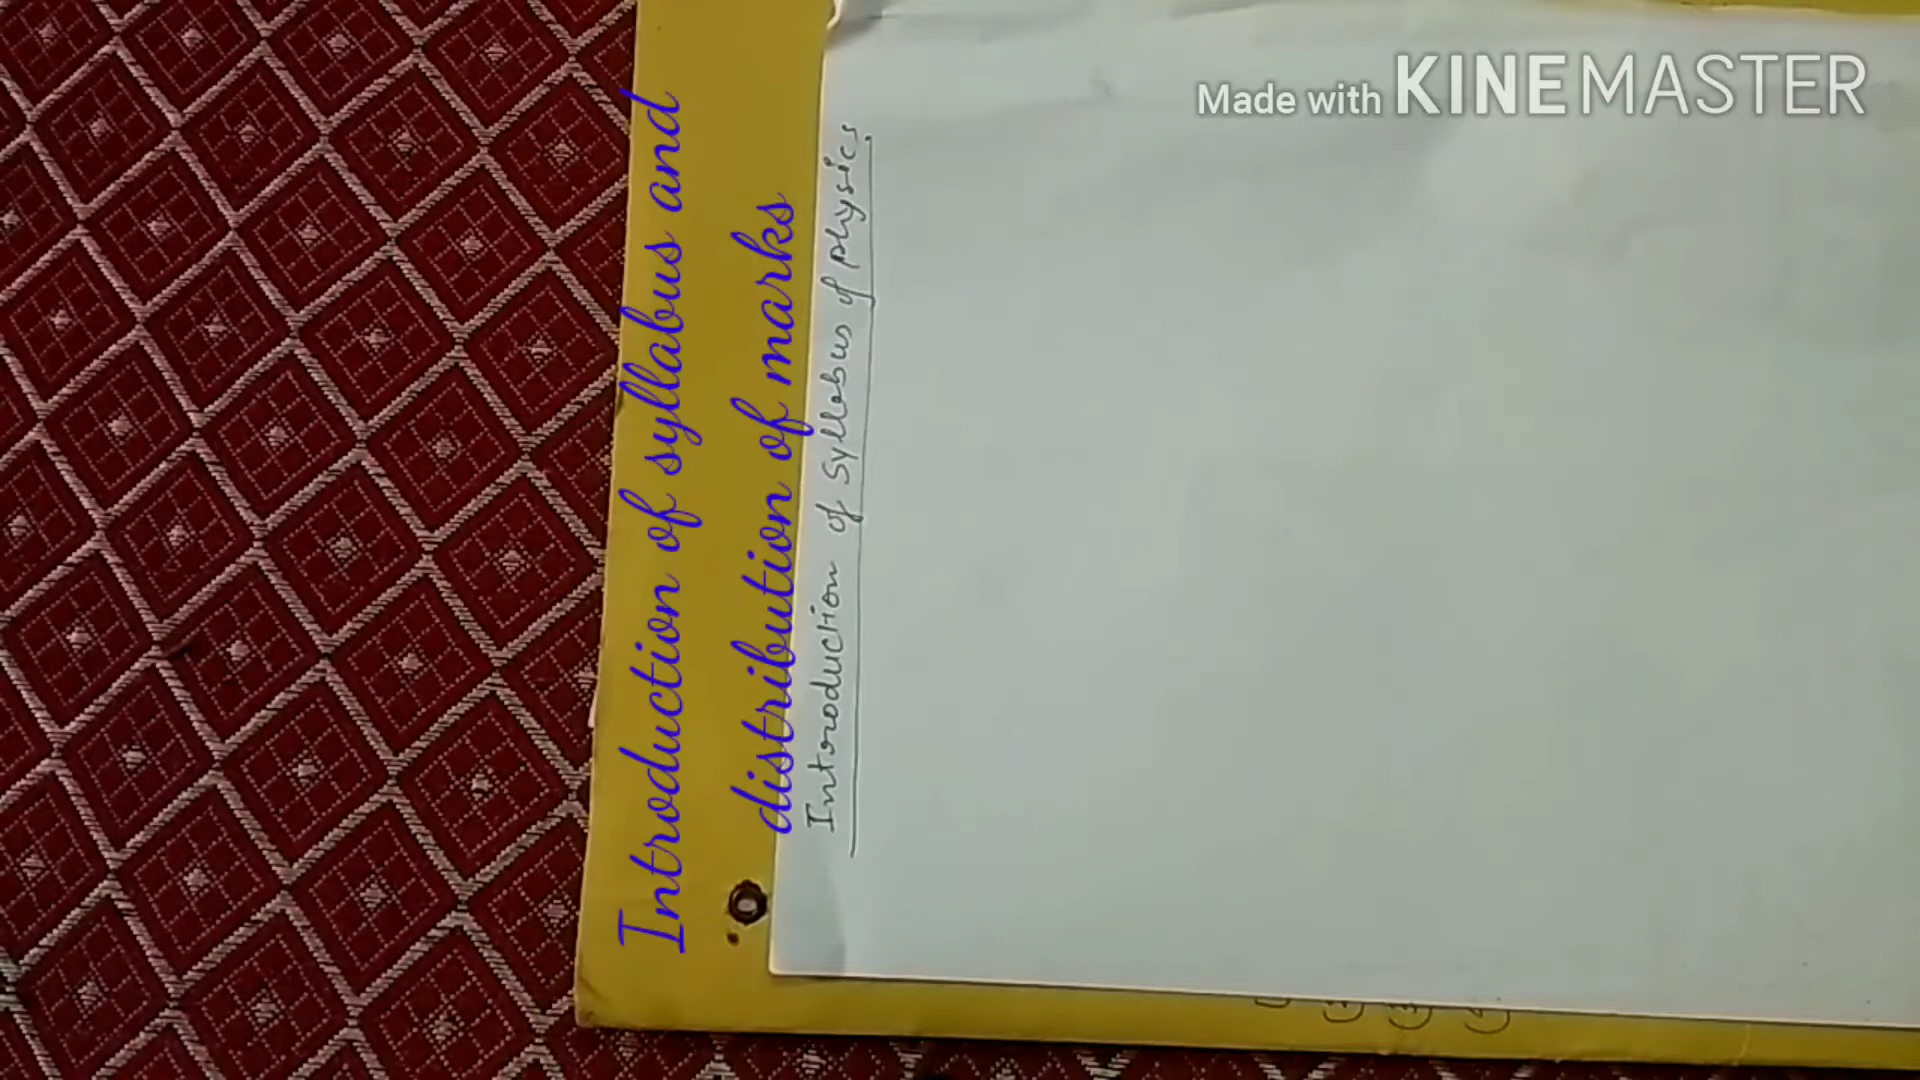 Made with KINEMASTER
Introduction of syllabus and
distribution of marks
Introduction of Syllabus of physics